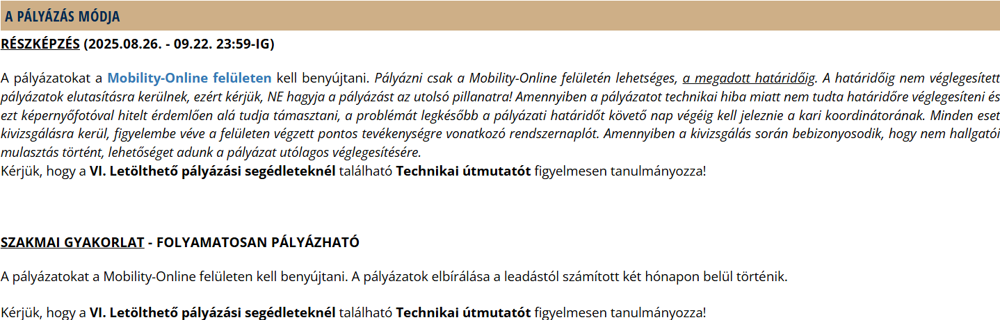 A PÁLYÁZÁS MÓDJA
RÉSZKÉPZÉS (2025.08.26. - 09.22. 23:59-IG)
A pályázatokat a Mobility-Online felületen kell benyújtani. Pályázni csak a Mobility-Online felületén lehetséges, a megadott határidőig. A határidőig nem véglegesített
pályázatok elutasításra kerülnek, ezért kérjük, NE hagyja a pályázást az utolsó pillanatra! Amennyiben a pályázatot technikai hiba miatt nem tudta határidőre véglegesíteni és
ezt képernyőfotóval hitelt érdemlően alá tudja támasztani, a problémát legkésőbb a pályázati határidőt követő nap végéig kell jeleznie a kari koordinátorának. Minden eset
kivizsgálásra kerül, figyelembe véve a felületen végzett pontos tevékenységre vonatkozó rendszernaplót. Amennyiben a kivizsgálás során bebizonyosodik, hogy nem hallgatói
mulasztás történt, lehetőséget adunk a pályázat utólagos véglegesítésére.
Kérjük, hogy a VI. Letölthető pályázási segédleteknél található Technikai útmutatót figyelmesen tanulmányozza!
SZAKMAI GYAKORLAT - FOLYAMATOSAN PÁLYÁZHATÓ
A pályázatokat a Mobility-Online felületen kell benyújtani. A pályázatok elbírálása a leadástól számított két hónapon belül történik.
Kérjük, hogy a VI. Letölthető pályázási segédleteknél található Technikai útmutatót figyelmesen tanulmányozza!